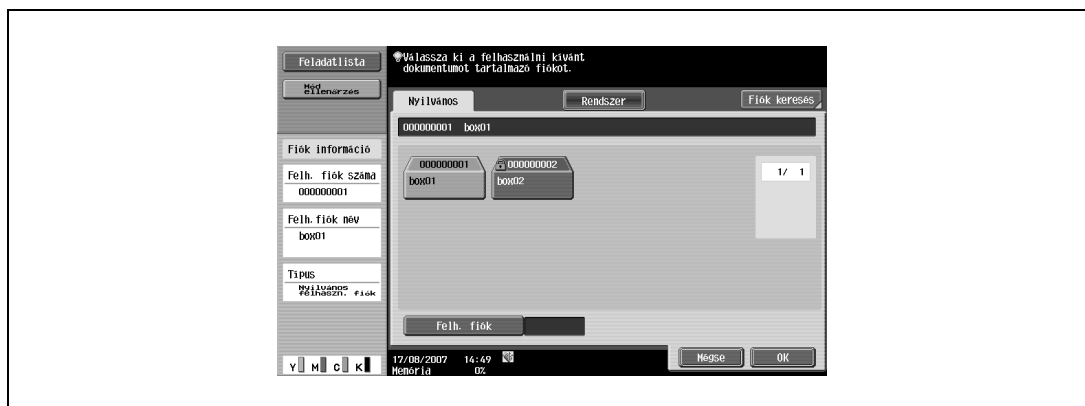 Feladatlista
Mód
ellenőrzés
Válassza ki a felhasználni kívánt
dokumentumot tartalmazó fiókot.
Nyilvános
Rendszer
Fiók keresés
000000001 box01
Fiók információ
Felh. fiók száma
000000001
Felh. fiók név
box01
Típus
Nyilvános
felhaszn. fiók
000000001
box01
000000002
box02
1/ 1
Felh. fiók
Mégse
OK
Y M C K
17/08/2007 14:49
Memória 0%